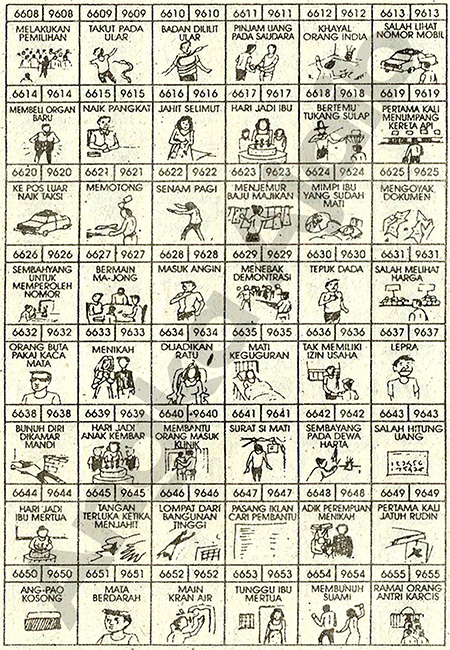 6608 9608 6609 9609 6610 9610 6611 9611 6612 9612 6613 9613
MELAKUKAN
PEMILIHAN
TAKUT PADA
ULAR
BADAN DILILIT
ULAR
PINJAM UANG
PADA SAUDARA
KHAYAL
ORANG INDIA
SALAH LIHAT
NOMOR MOBIL
6614 9614 6615 9615 6616 9616 6617 9617 6618 9618 6619 9619
MEMBELI ORGAN
BARU
NAIK PANGKAT
JAHIT SELIMUT
HARI JADI IBU
BERTEMU
TUKANG SULAP
PERTAMA KALI
MENUMPANG
KERETA API
6620 9620 6621 9621 6622 9622 6623 9623 6624 9624 6625 9625
KE POS LUAR
NAIK TAKSI
MEMOTONG
SENAM PAGI
MENJEMUR
BAJU MAJIKAN
MIMPI IBU
YANG SUDAH
MATI
MENGOYAK
DOKUMEN
6626 9626 6627 9627 6628 9628 6629 9629 6630 9630 6631 9631
SEMBAHYANG
UNTUK
MEMPEROLEH
NOMOR
BERMAIN
MA-JONG
MASUK ANGIN
MENEBAK
DEMONTRASI
TEPUK DADA
SALAH MELIHAT
HARGA
6632 9632 6633 9633 6634 9634 6635 9635 6636 9636 6637 9637
ORANG BUTA
PAKAI KACA
MATA
MENIKAH
DIJADIKAN
RATU
MATI
KEGUGURAN
TAK MEMILIKI
IZIN USAHA
LEPRA
6638 9638 6639 9639 6640 9640 6641 9641 6642 9642 6643 9643
BUNUH DIRI
DIKAMAR
MANDI
HARI JADI
ANAK KEMBAR
MEMBANTU
ORANG MASUK
KLINIK
SURAT SI MATI
SEMBAYANG
PADA DEWA
HARTA
SALAH HITUNG
UANG
6644 9644 6645 9645 6646 9646 6647 9647 6648 9648 6649 9649
HARI JADI
IBU MERTUA
TANGAN
TERLUKA KETIKA
MENJAHIT
LOMPAT DARI
BANGUNAN
TINGGI
PASANG IKLAN
CARI PEMBANTU
ADIK PEREMPUAN
MENIKAH
PERTAMA KALI
JATUH RUDIN
6650 9650 6651 9651 6652 9652 6653 9653 6654 9654 6655 9655
ANG-PAO
KOSONG
MATA
BERDARAH
MAIN
KRAN AIR
TUNGGU IBU
MERTUA
MEMBUNUH
SUAMI
RAMAI ORANG
ANTRI KARCIS